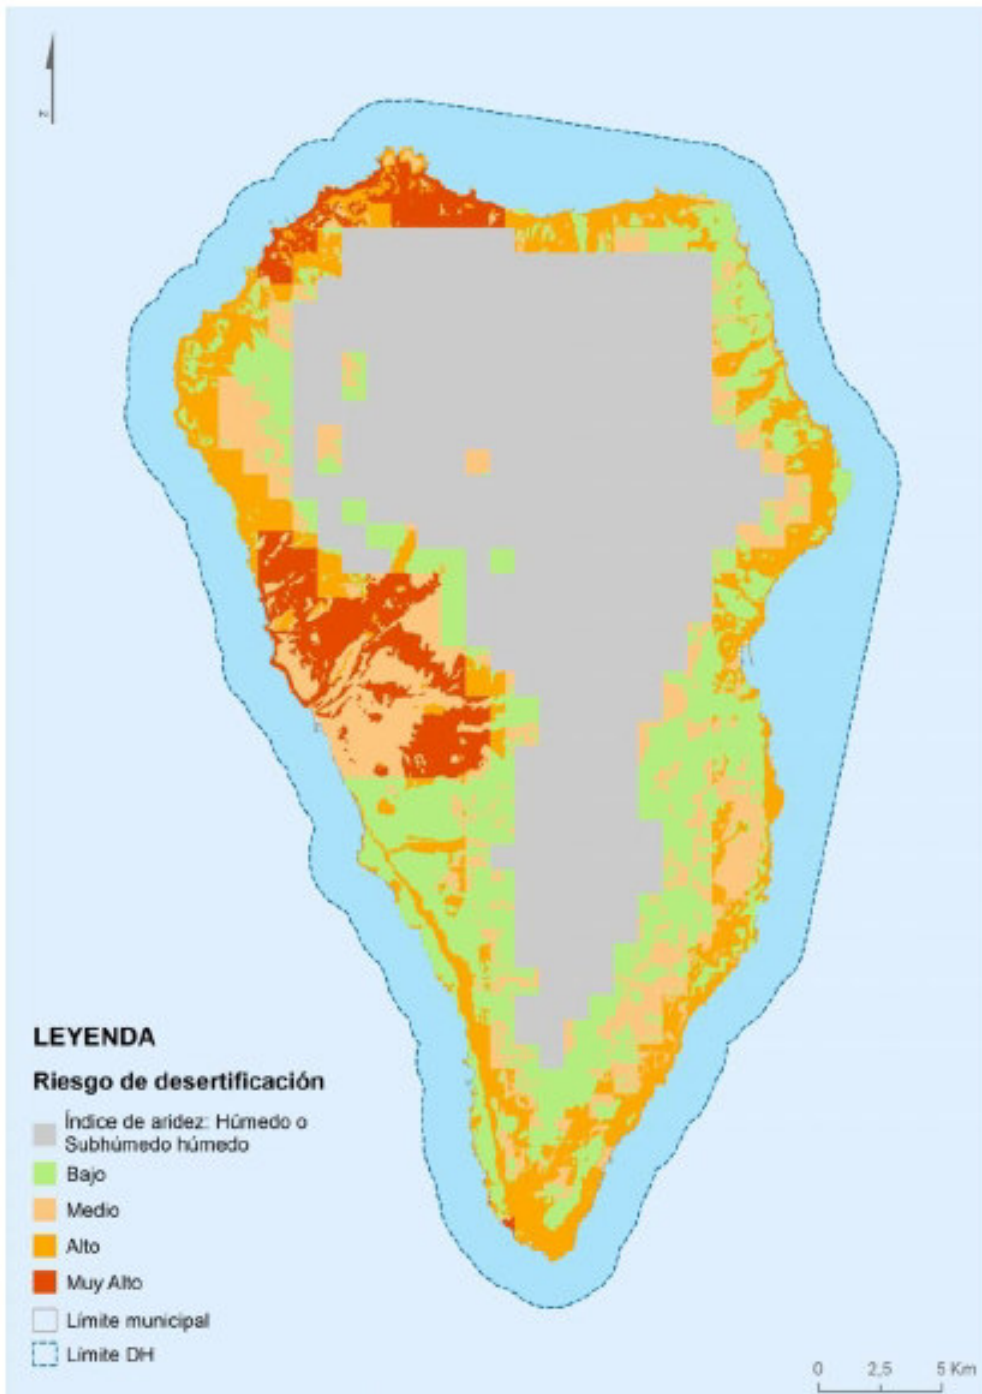 N
LEYENDA
Riesgo de desertificación
Índice de aridez: Húmedo o
Subhúmedo húmedo
Bajo
Medio
Alto
Muy Alto
Límite municipal
Límite DH
0 2,5 5 Km